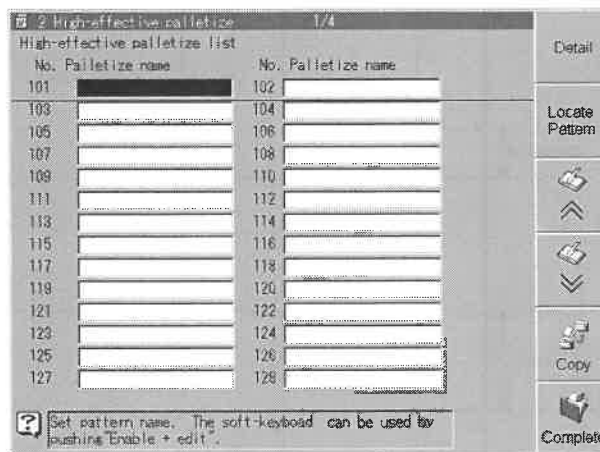 2 High-effective palletize 1/4
High-effective palletize list
No. Palletize name No. Palletize name
101 102
103 104
105 106
107 108
109 110
111 112
113 114
115 116
117 118
119 120
121 122
123 124
125 126
127 128
Set pattern name. The soft-keyboad can be used by
pushing "Enable + edit".
Detail
Locate
Pattern
Copy
Complete